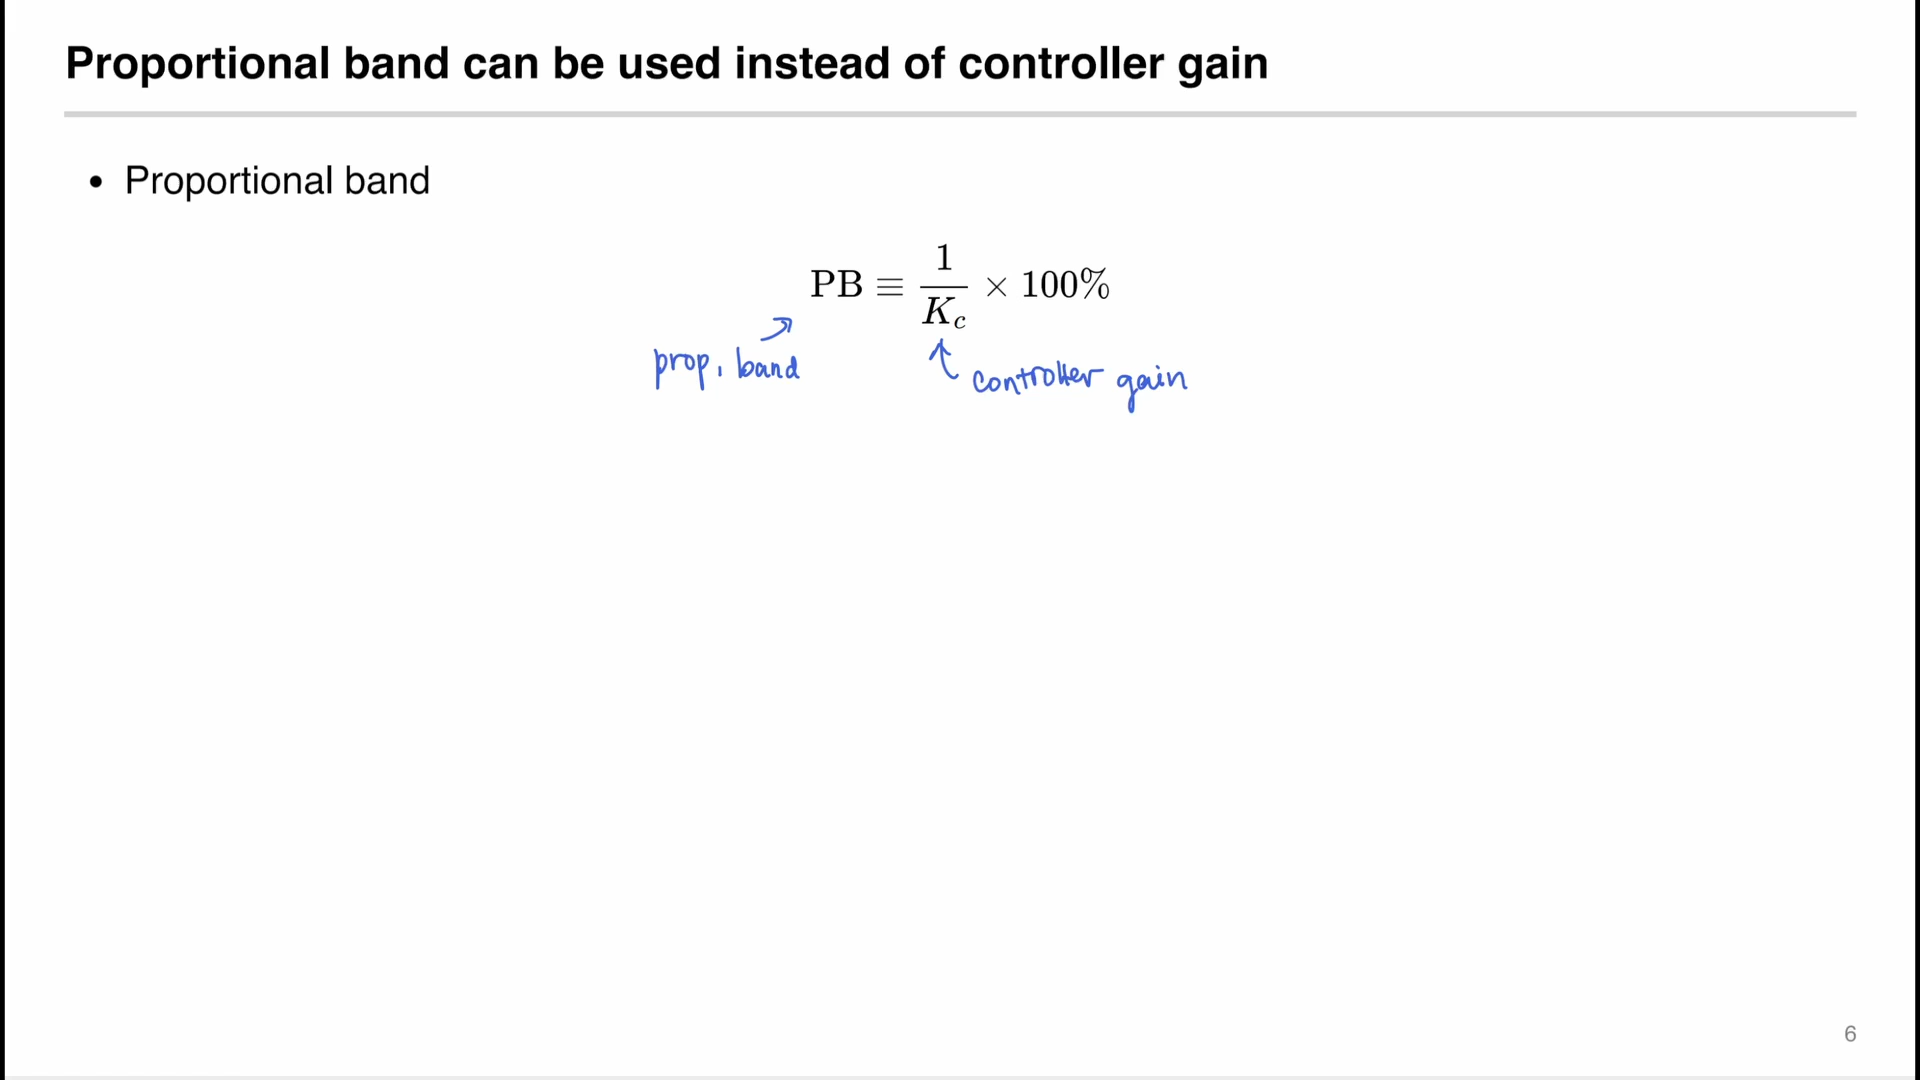 Proportional band can be used instead of controller gain
• Proportional band
PB ≡ 1/K_c × 100%
prop. band
controller gain
6